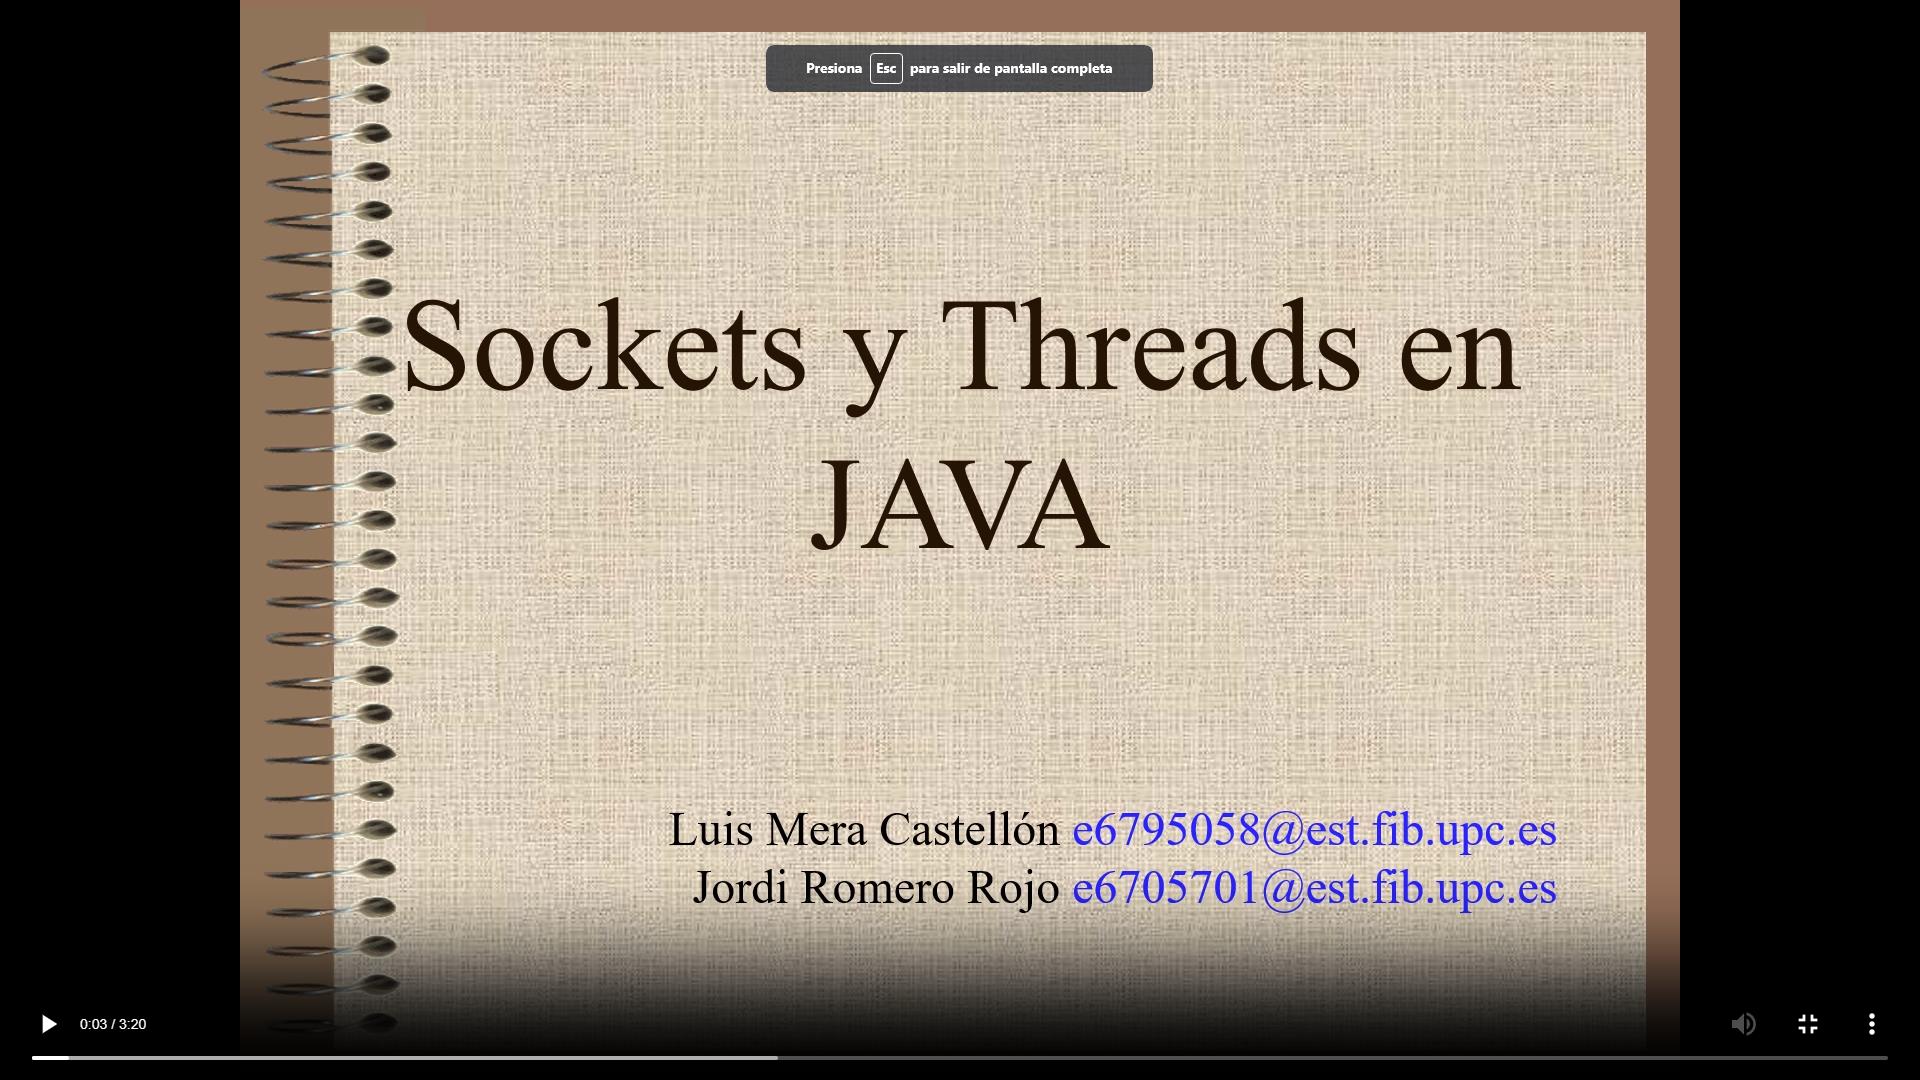 Presiona Esc para salir de pantalla completa
Sockets y Threads en
JAVA
Luis Mera Castellón e6795058@est.fib.upc.es
Jordi Romero Rojo e6705701@est.fib.upc.es
0:03 / 3:20